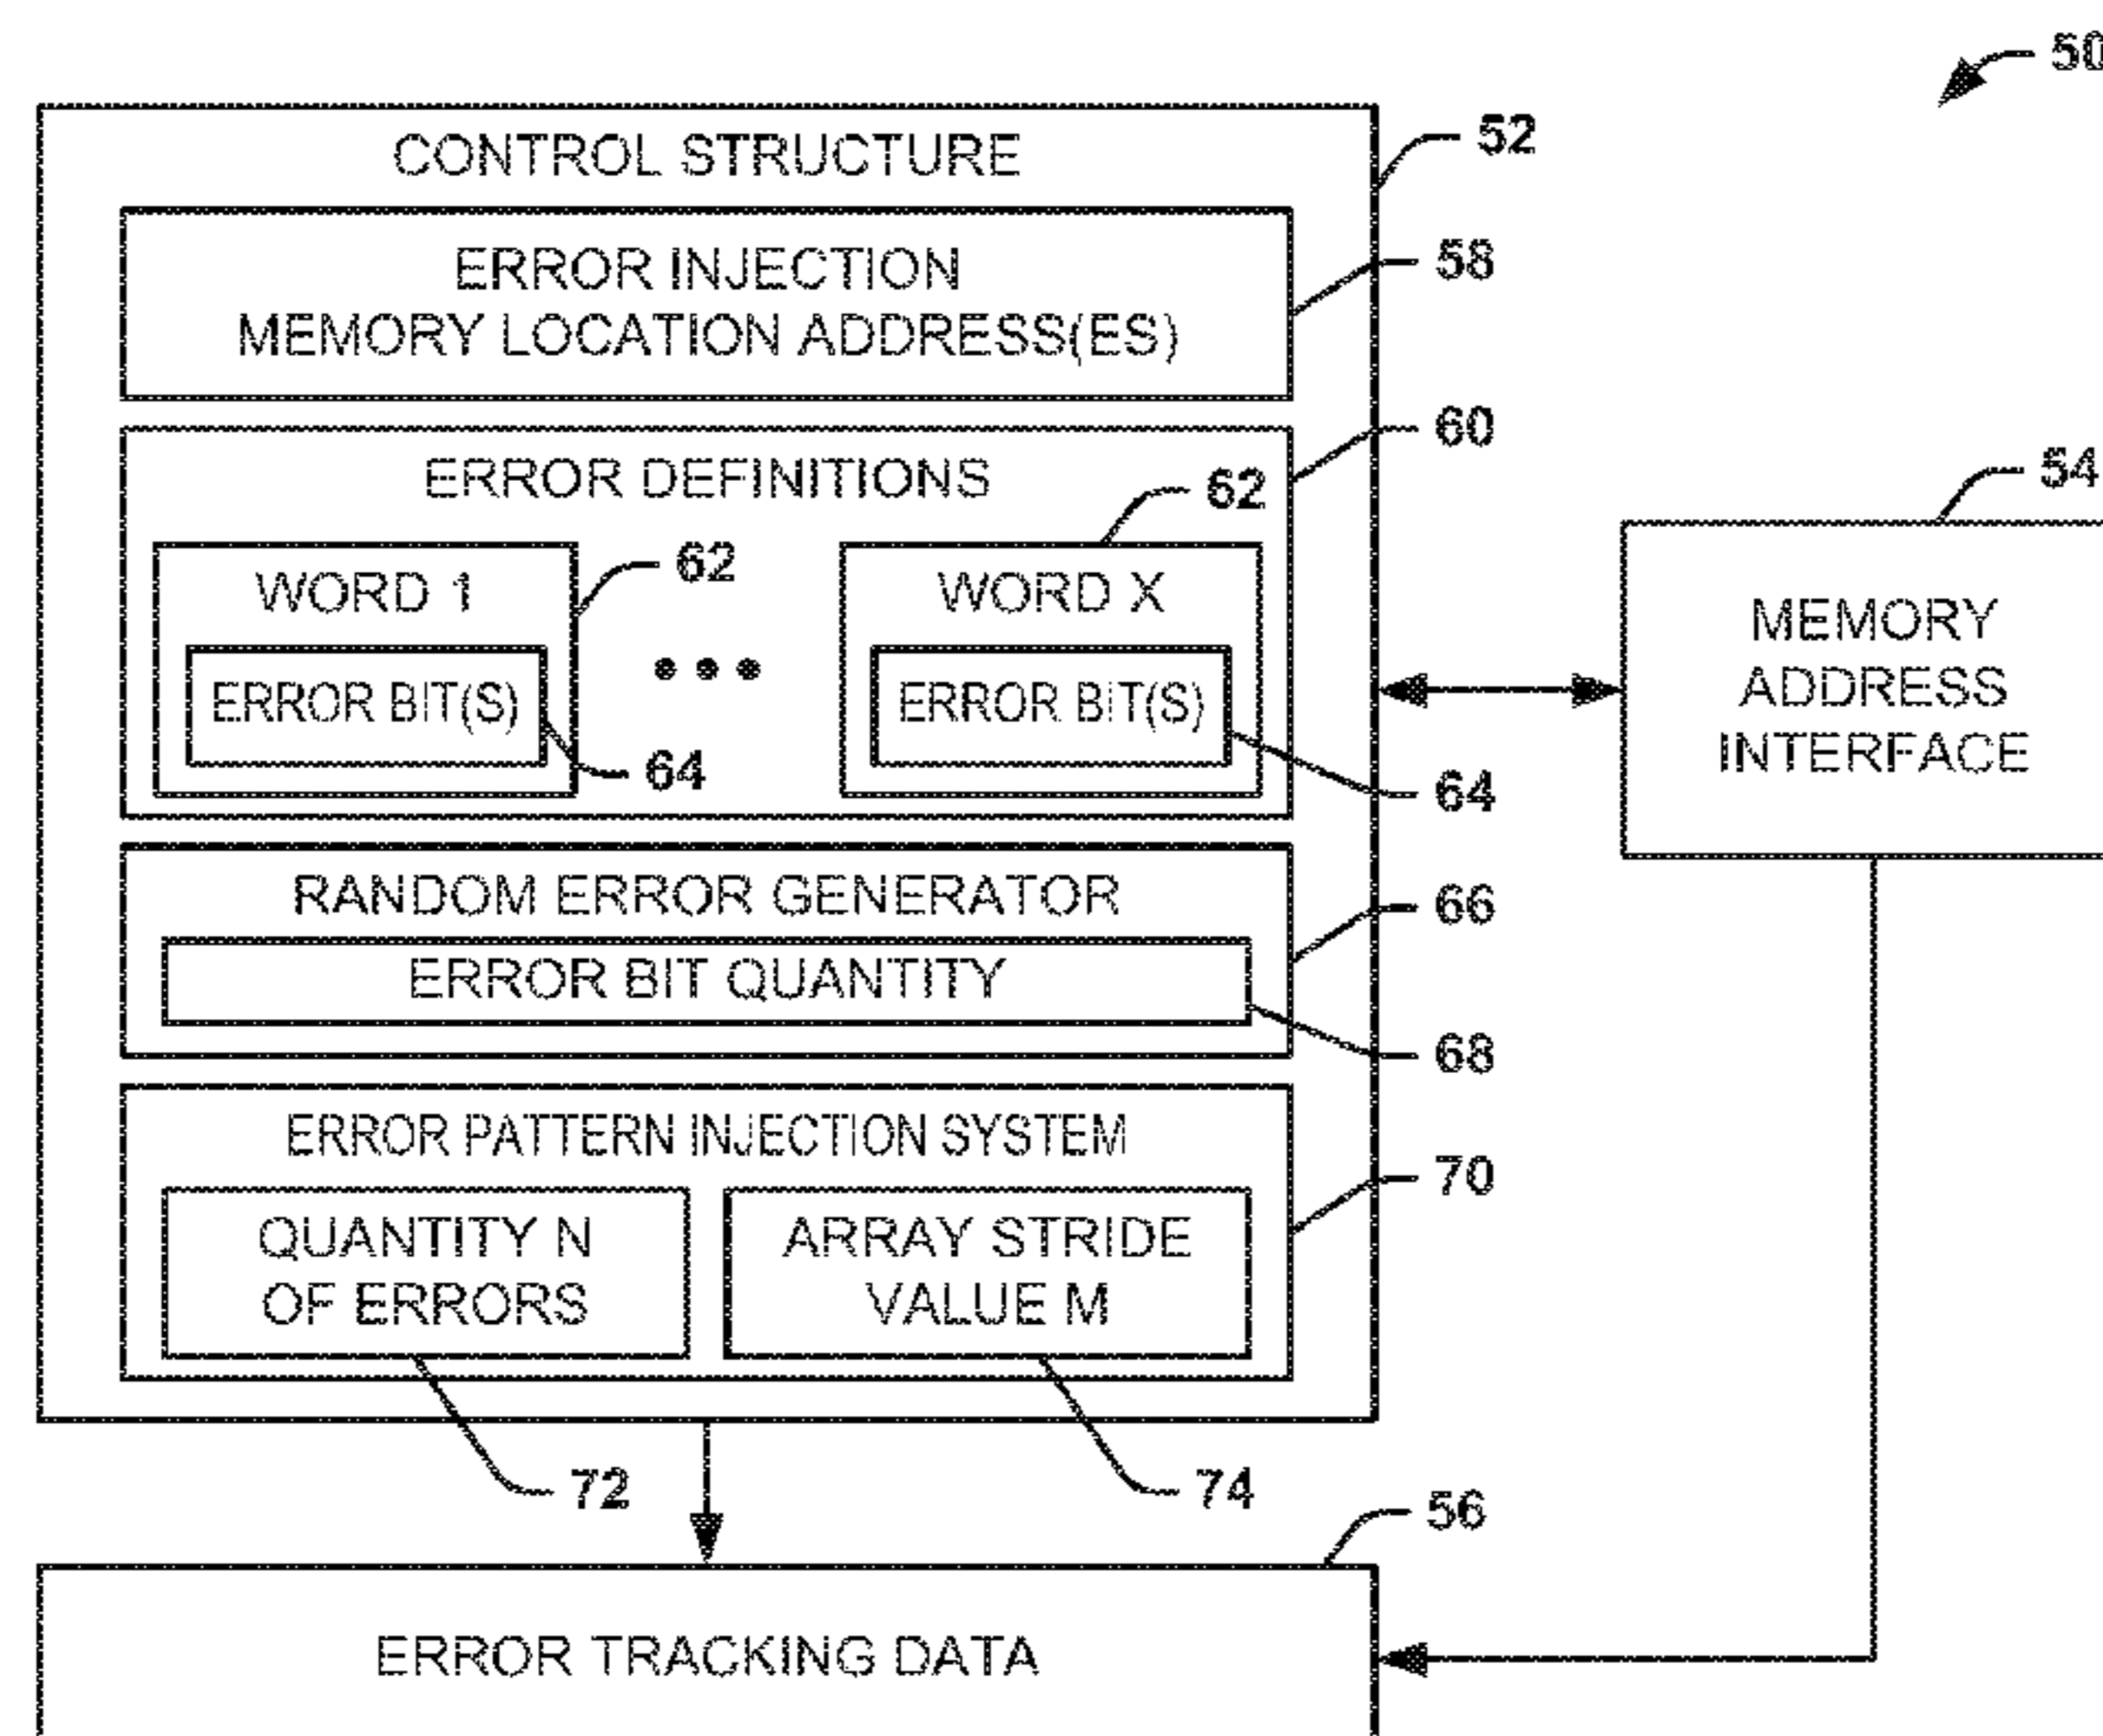 50
CONTROL STRUCTURE
52
ERROR INJECTION
MEMORY LOCATION ADDRESS(ES)
58
60
ERROR DEFINITIONS
62
54
WORD 1
62
WORD X
ERROR BIT(S)
•••
ERROR BIT(S)
64
64
MEMORY
ADDRESS
INTERFACE
RANDOM ERROR GENERATOR
66
ERROR BIT QUANTITY
68
ERROR PATTERN INJECTION SYSTEM
70
QUANTITY N
OF ERRORS
ARRAY STRIDE
VALUE M
72
74
56
ERROR TRACKING DATA